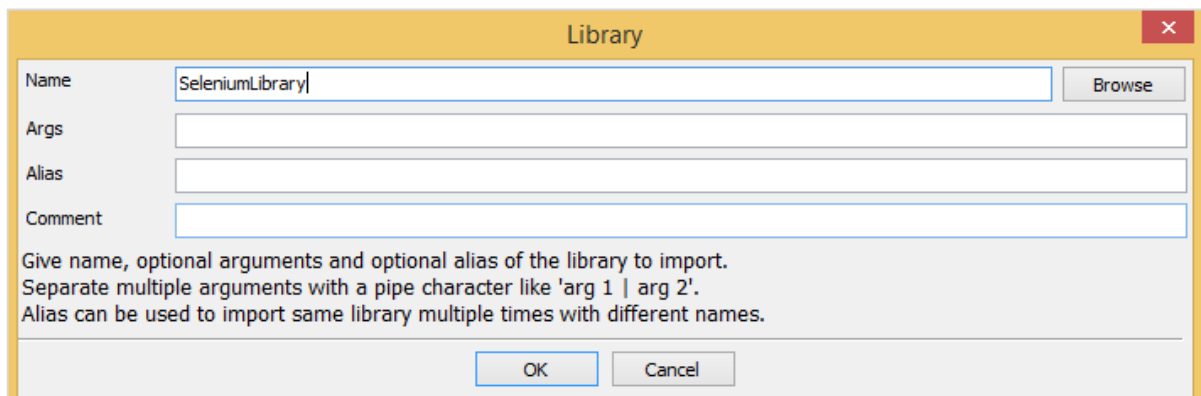 Library
Name SeleniumLibrary Browse
Args
Alias
Comment
Give name, optional arguments and optional alias of the library to import.
Separate multiple arguments with a pipe character like 'arg 1 | arg 2'.
Alias can be used to import same library multiple times with different names.
OK Cancel